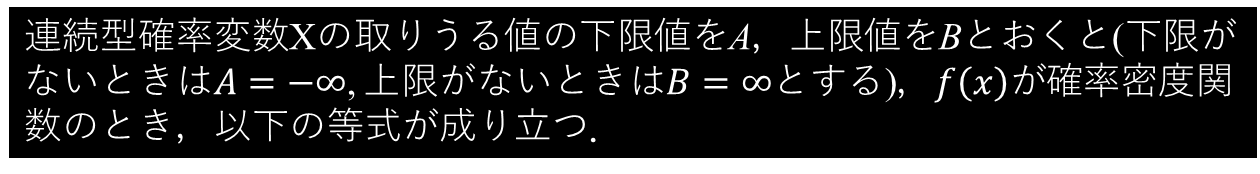 連続型確率変数Xの取りうる値の下限値をA，上限値をBとおくと(下限が
ないときはA = −∞, 上限がないときはB = ∞とする)，f(x)が確率密度関
数のとき，以下の等式が成り立つ.